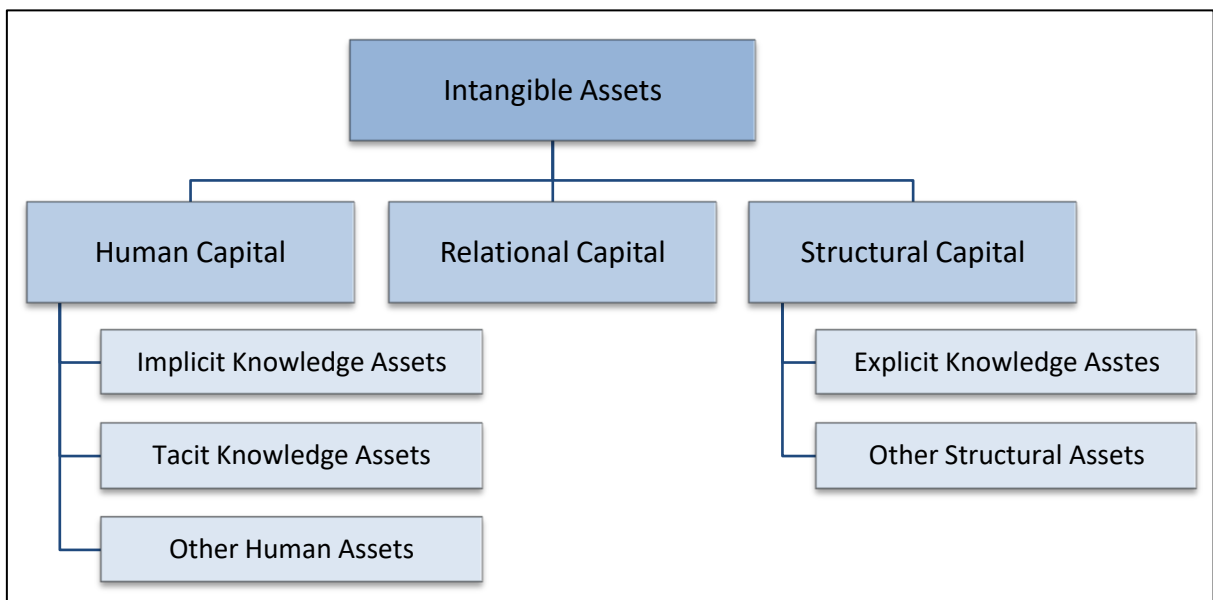 Intangible Assets
Human Capital
Relational Capital
Structural Capital
Implicit Knowledge Assets
Tacit Knowledge Assets
Other Human Assets
Explicit Knowledge Asstes
Other Structural Assets